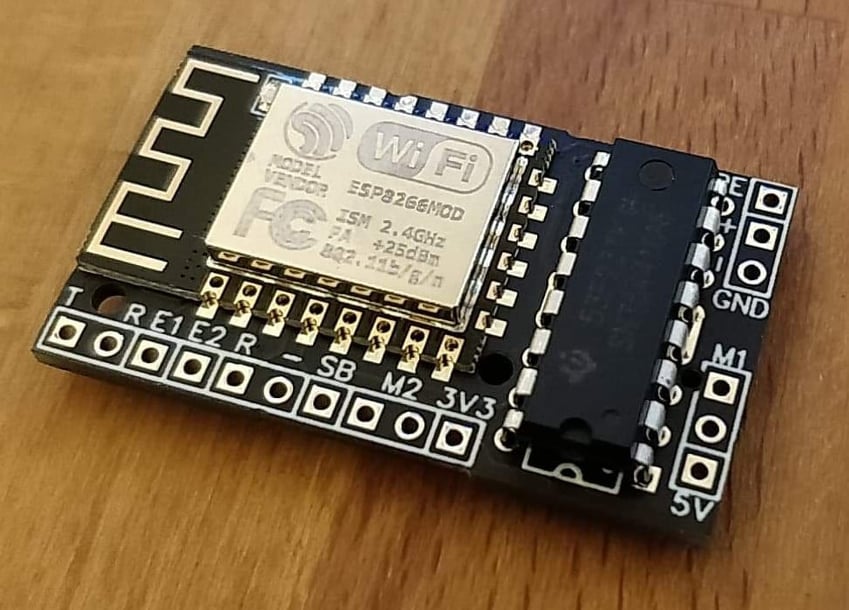 WiFi
MODEL
VENDOR
ESP8266MOD
FC
ISM 2.4GHz
PA +25dBm
802.11b/g/n
T
R
E1
E2
R
-
SB
M2
3V3
+
GND
M1
5V